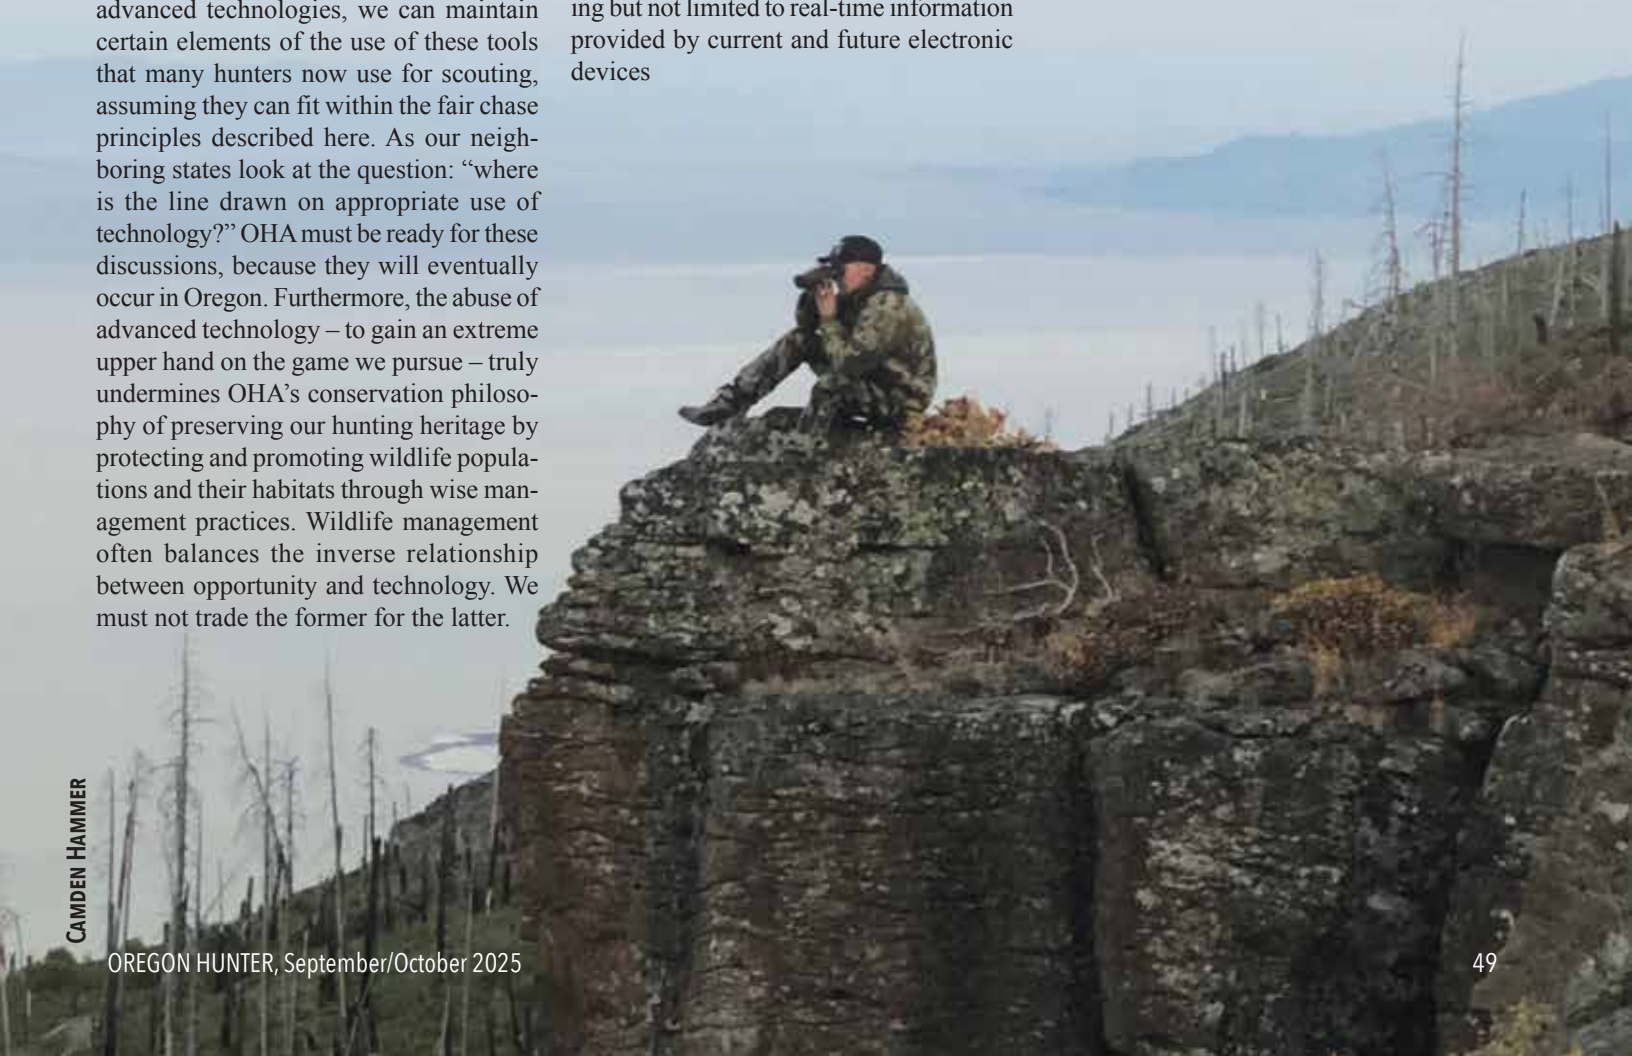 advanced technologies, we can maintain
certain elements of the use of these tools
that many hunters now use for scouting,
assuming they can fit within the fair chase
principles described here. As our neigh-
boring states look at the question: “where
is the line drawn on appropriate use of
technology?” OHA must be ready for these
discussions, because they will eventually
occur in Oregon. Furthermore, the abuse of
advanced technology – to gain an extreme
upper hand on the game we pursue – truly
undermines OHA’s conservation philoso-
phy of preserving our hunting heritage by
protecting and promoting wildlife popula-
tions and their habitats through wise man-
agement practices. Wildlife management
often balances the inverse relationship
between opportunity and technology. We
must not trade the former for the latter.
ing but not limited to real-time information
provided by current and future electronic
devices
CAMDEN HAMMER
OREGON HUNTER, September/October 2025
49